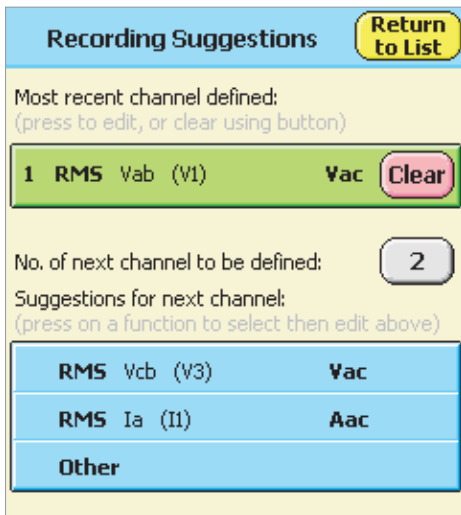 Recording Suggestions
Return
to List
Most recent channel defined:
(press to edit, or clear using button)
1 RMS Vab (V1) Vac Clear
No. of next channel to be defined: 2
Suggestions for next channel:
(press on a function to select then edit above)
RMS Vcb (V3) Vac
RMS Ia (I1) Aac
Other